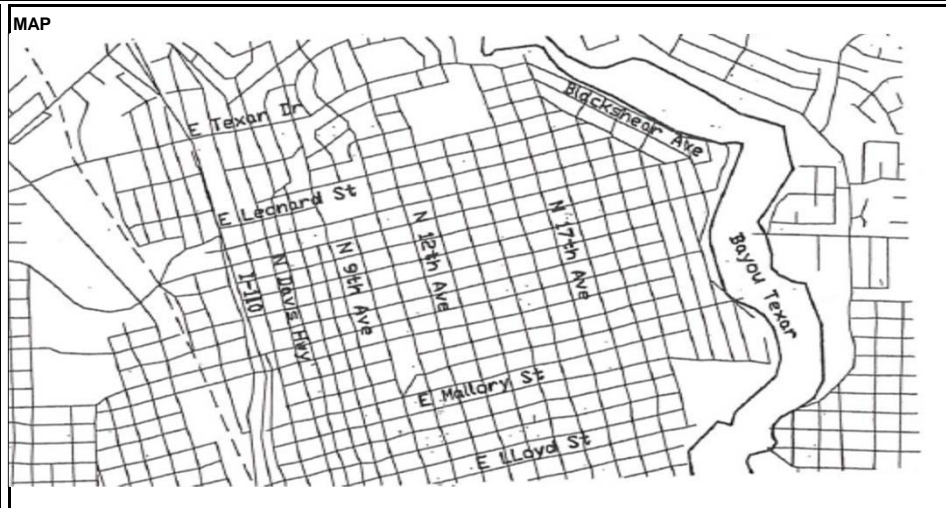 MAP
Blackshear Ave
E Texar Dr
E Leonard St
N 12th Ave
N 17th Ave
I-110
N Davis Hwy
N 9th Ave
Bayou Texar
E Mallory St
E Lloyd St